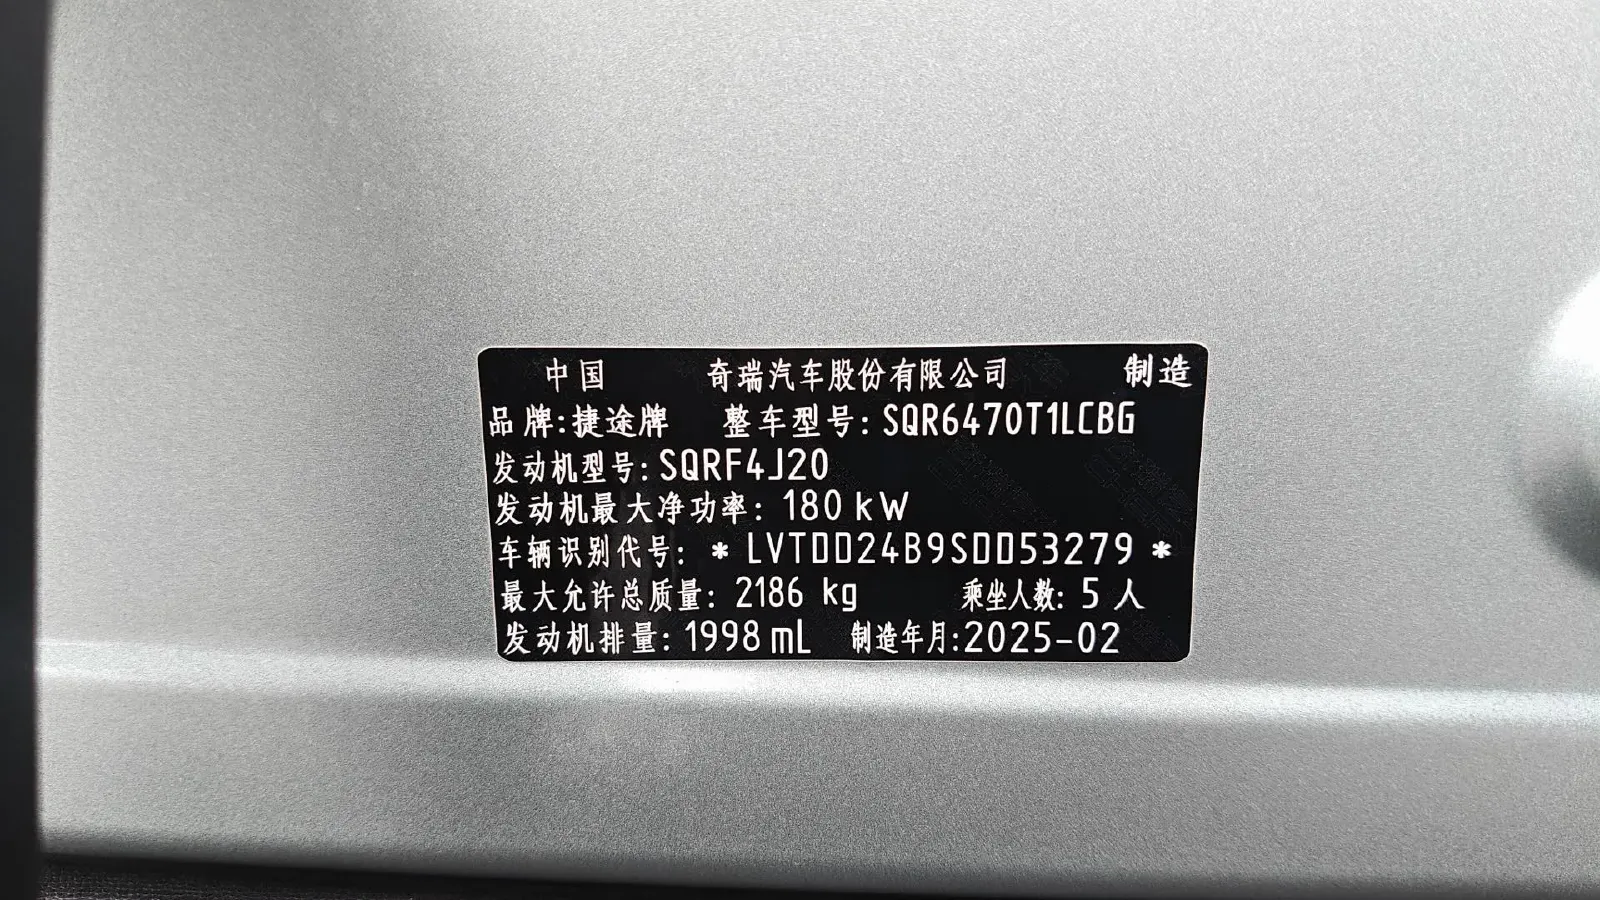 中国 奇瑞汽车股份有限公司 制造
品牌:捷途牌 整车型号:SQR6470T1LCBG
发动机型号:SQRF4J20
发动机最大净功率:180 kW
车辆识别代号:*LVTDD24B9SDD53279*
最大允许总质量:2186 kg 乘坐人数:5人
发动机排量:1998mL 制造年月:2025-02